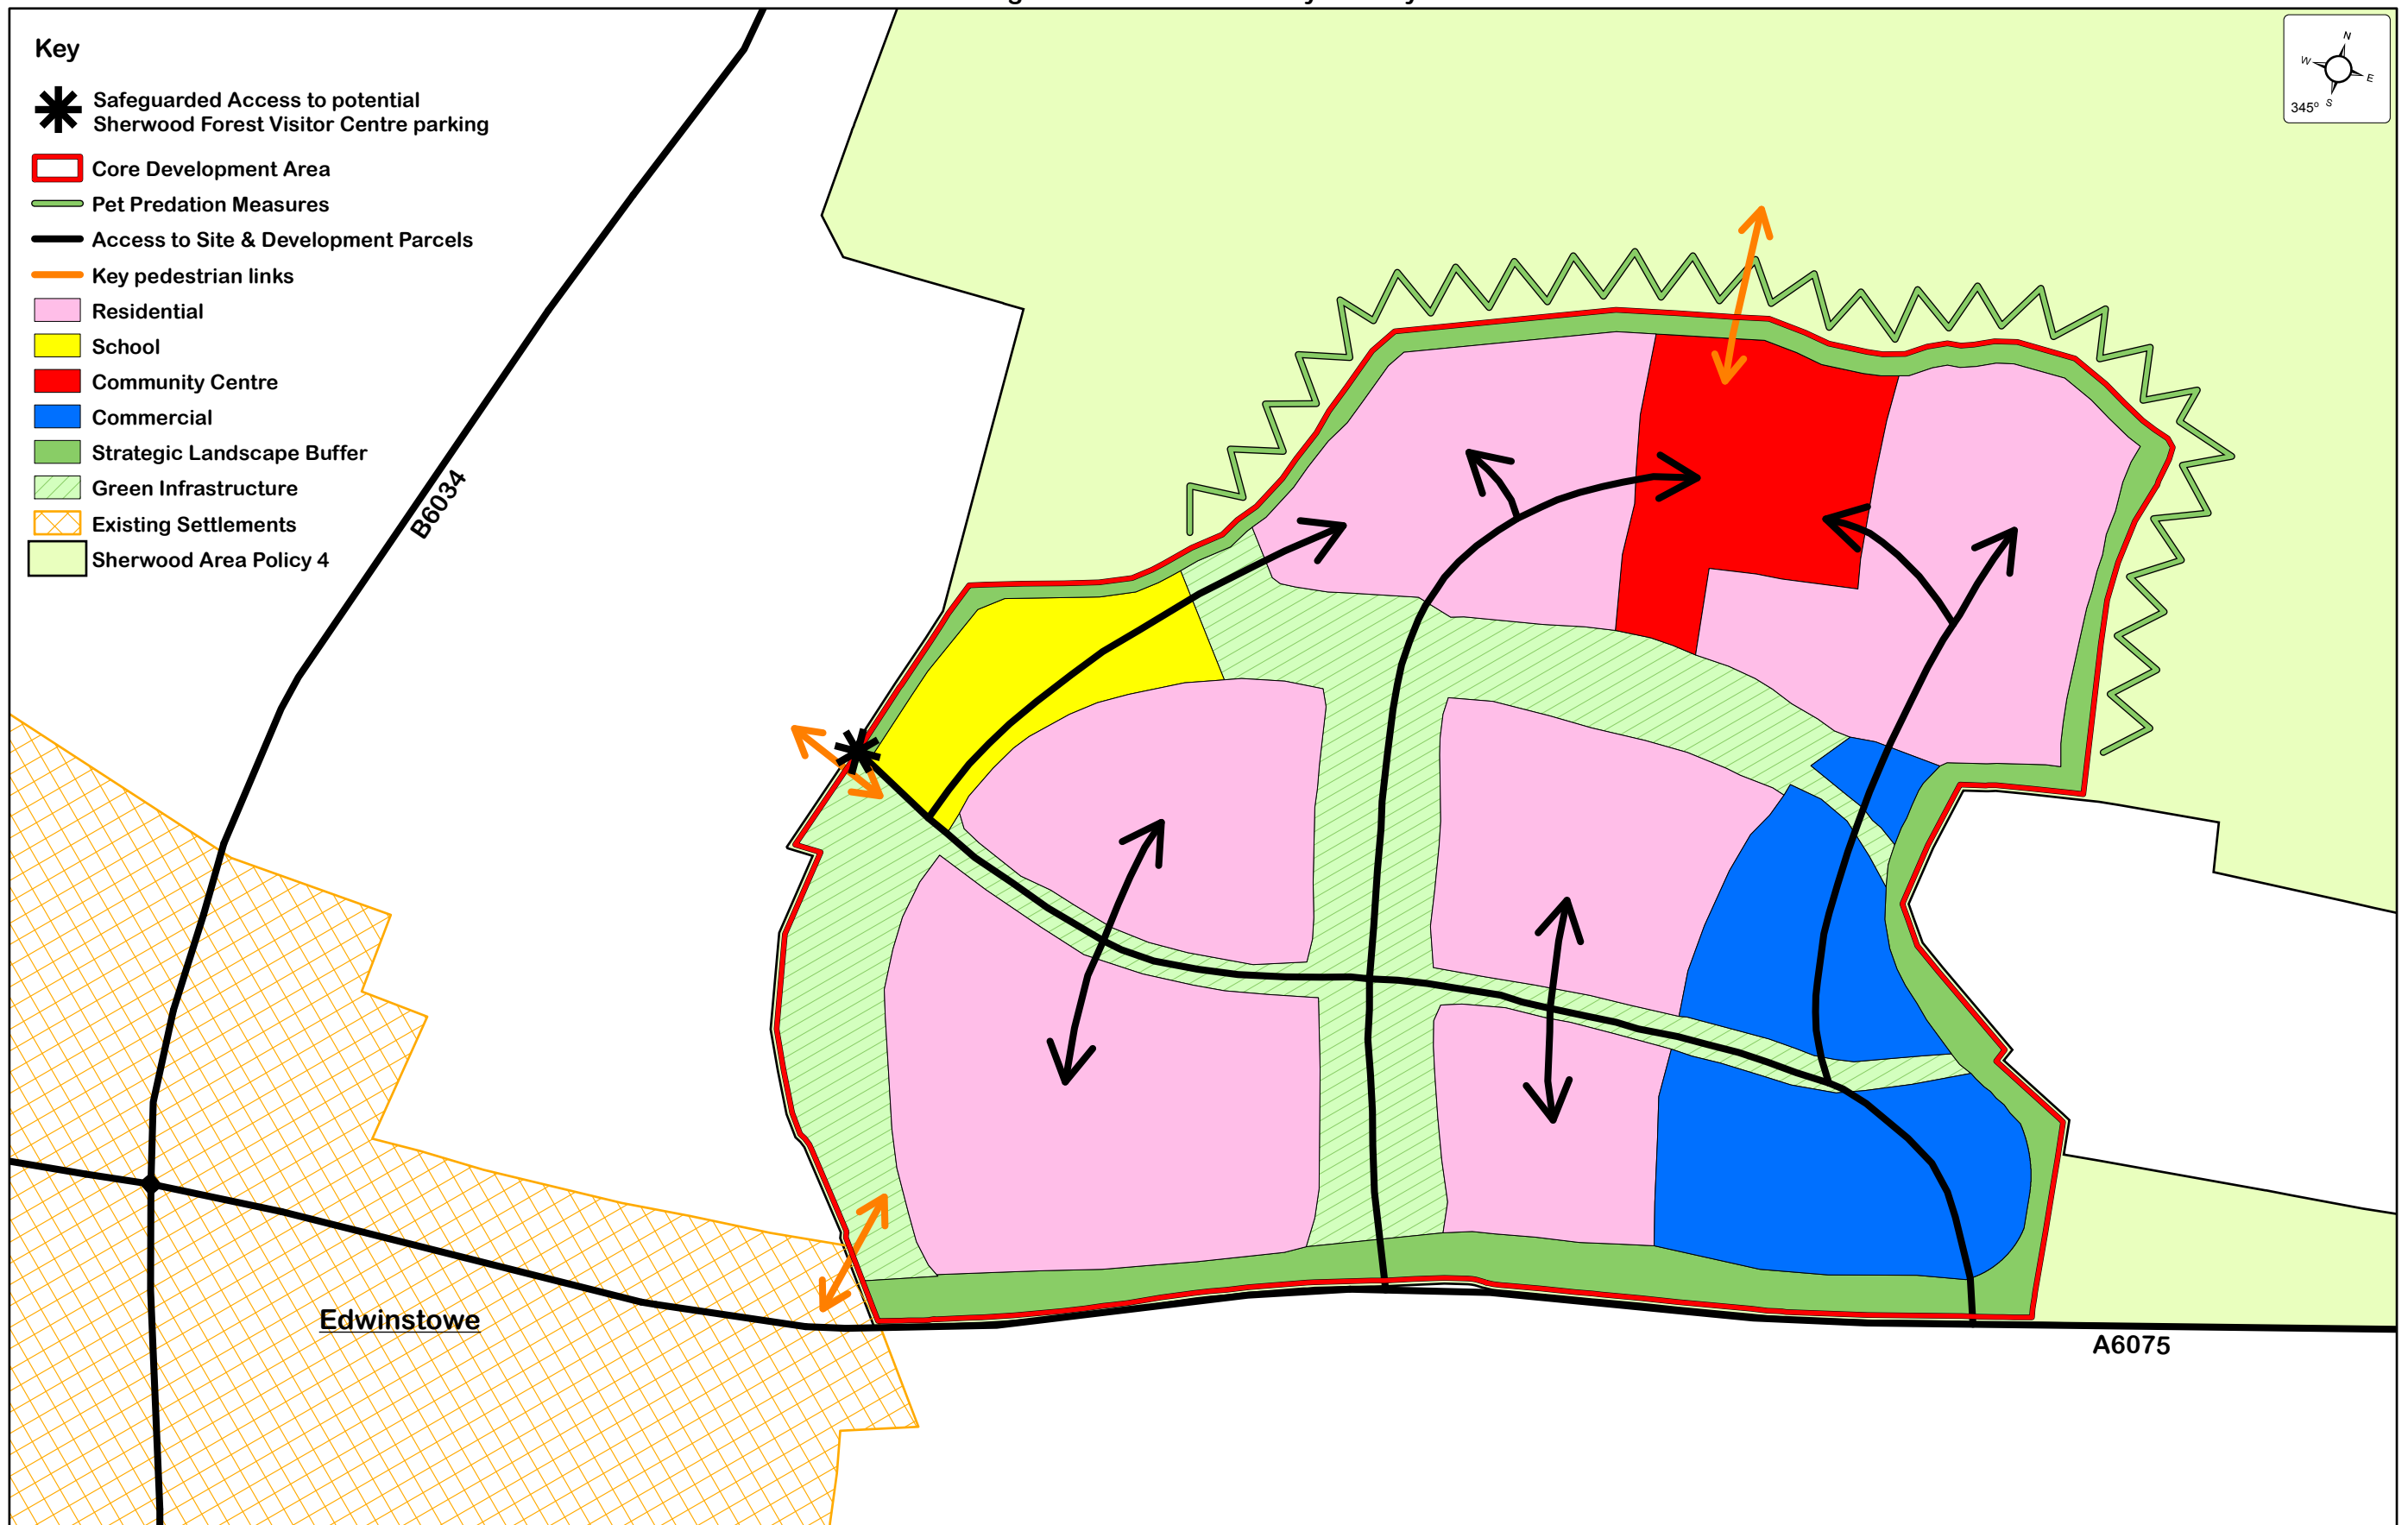 Key
Safeguarded Access to potential
Sherwood Forest Visitor Centre parking
Core Development Area
Pet Predation Measures
Access to Site & Development Parcels
Key pedestrian links
Residential
School
Community Centre
Commercial
Strategic Landscape Buffer
Green Infrastructure
Existing Settlements
Sherwood Area Policy 4
N
W
E
S
345º
B6034
Edwinstowe
A6075